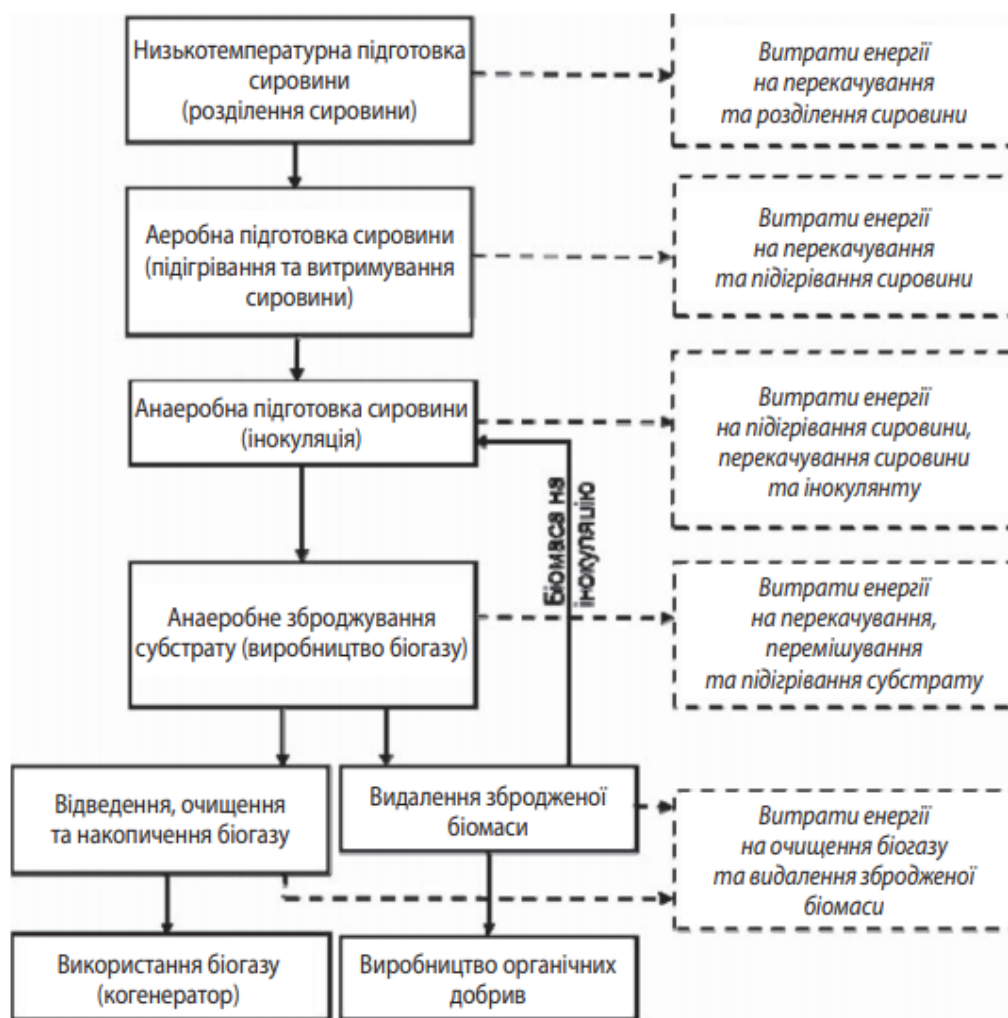 Низькотемпературна підготовка
сировини
(розділення сировини)
Витрати енергії
на перекачування
та розділення сировини
Аеробна підготовка сировини
(підігрівання та витримування
сировини)
Витрати енергії
на перекачування
та підігрівання сировини
Анаеробна підготовка сировини
(інокуляція)
Витрати енергії
на підігрівання сировини,
перекачування сировини
та інокулянту
Біомаса на
інокуляцію
Анаеробне зброджування
субстрату (виробництво біогазу)
Витрати енергії
на перекачування,
перемішування
та підігрівання субстрату
Відведення, очищення
та накопичення біогазу
Видалення збродженої
біомаси
Витрати енергії
на очищення біогазу
та видалення збродженої
біомаси
Використання біогазу
(когенератор)
Виробництво органічних
добрив